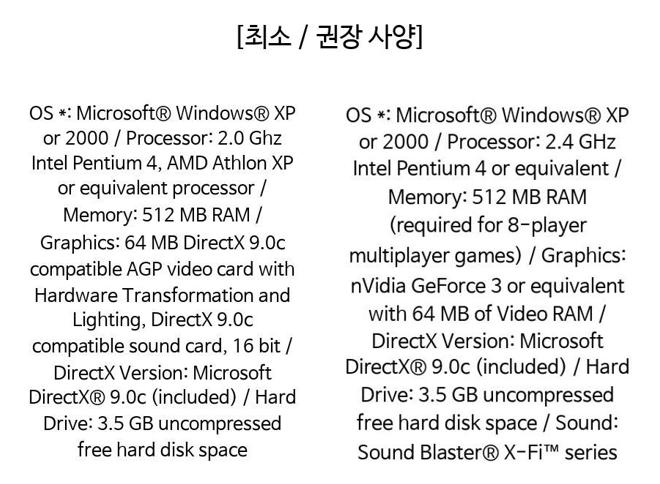 [최소 / 권장 사양]
OS *: Microsoft® Windows® XP
or 2000 / Processor: 2.0 Ghz
Intel Pentium 4, AMD Athlon XP
or equivalent processor /
Memory: 512 MB RAM /
Graphics: 64 MB DirectX 9.0c
compatible AGP video card with
Hardware Transformation and
Lighting, DirectX 9.0c
compatible sound card, 16 bit /
DirectX Version: Microsoft
DirectX® 9.0c (included) / Hard
Drive: 3.5 GB uncompressed
free hard disk space
OS *: Microsoft® Windows® XP
or 2000 / Processor: 2.4 GHz
Intel Pentium 4 or equivalent /
Memory: 512 MB RAM
(required for 8-player
multiplayer games) / Graphics:
nVidia GeForce 3 or equivalent
with 64 MB of Video RAM /
DirectX Version: Microsoft
DirectX® 9.0c (included) / Hard
Drive: 3.5 GB uncompressed
free hard disk space / Sound:
Sound Blaster® X-Fi™ series